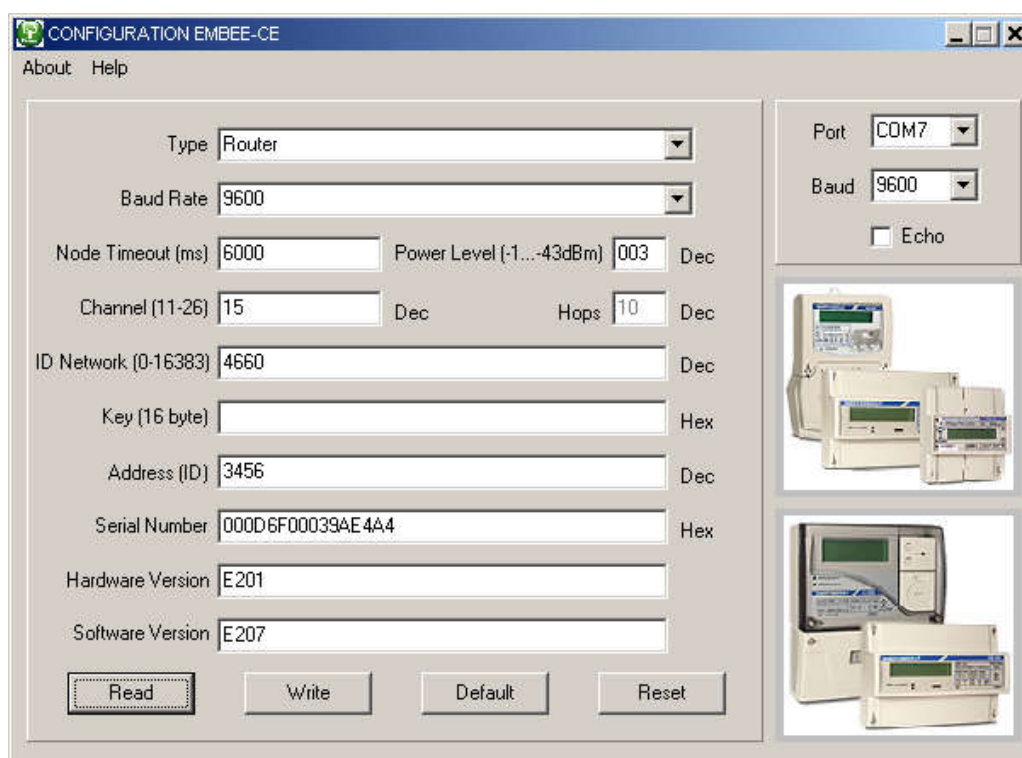 CONFIGURATION EMBEE-CE
About Help
Type Router
Baud Rate 9600
Node Timeout (ms) 6000 Power Level (-1...-43dBm) 003 Dec
Channel (11-26) 15 Dec Hops 10 Dec
ID Network (0-16383) 4660 Dec
Key (16 byte) Hex
Address (ID) 3456 Dec
Serial Number 000D6F00039AE4A4 Hex
Hardware Version E201
Software Version E207
Read Write Default Reset
Port COM7
Baud 9600
Echo